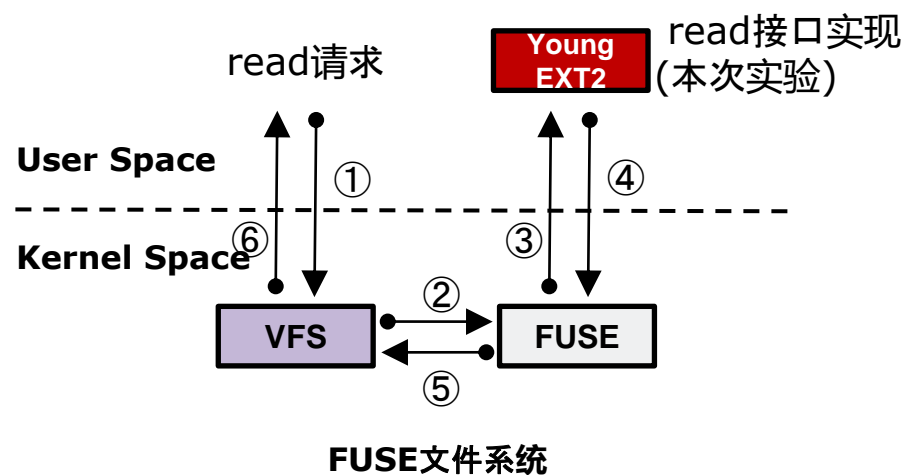 read请求
Young
EXT2
read接口实现
(本次实验)
User Space
①
④
⑥
③
Kernel Space
②
VFS
FUSE
⑤
FUSE文件系统